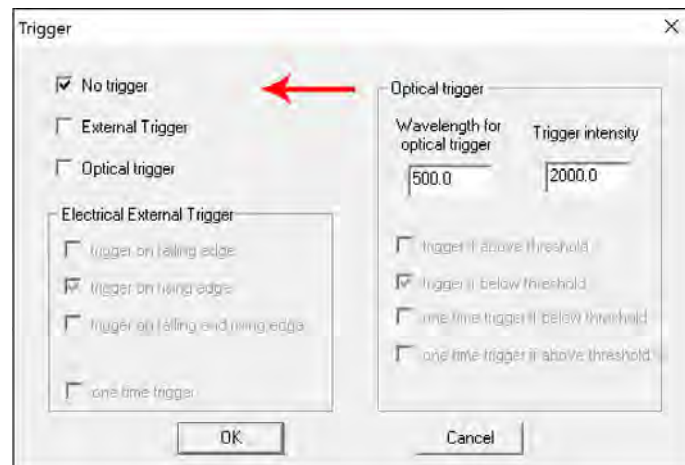 Trigger
No trigger
External Trigger
Optical trigger
Electrical External Trigger
trigger on falling edge
trigger on rising edge
trigger on falling and rising edge
one time trigger
Optical trigger
Wavelength for
optical trigger
Trigger intensity
500.0
2000.0
trigger if above threshold
trigger if below threshold
one time trigger if below threshold
one time trigger if above threshold
OK
Cancel